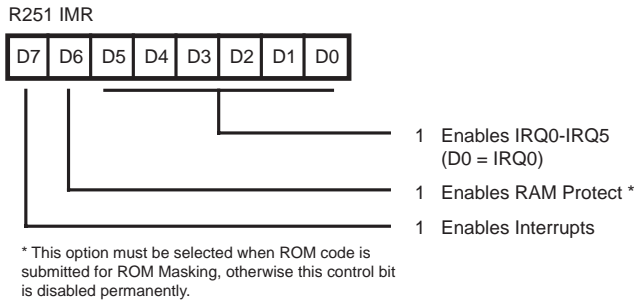 R251 IMR
D7 D6 D5 D4 D3 D2 D1 D0
1 Enables IRQ0-IRQ5
(D0 = IRQ0)
1 Enables RAM Protect *
1 Enables Interrupts
* This option must be selected when ROM code is
submitted for ROM Masking, otherwise this control bit
is disabled permanently.